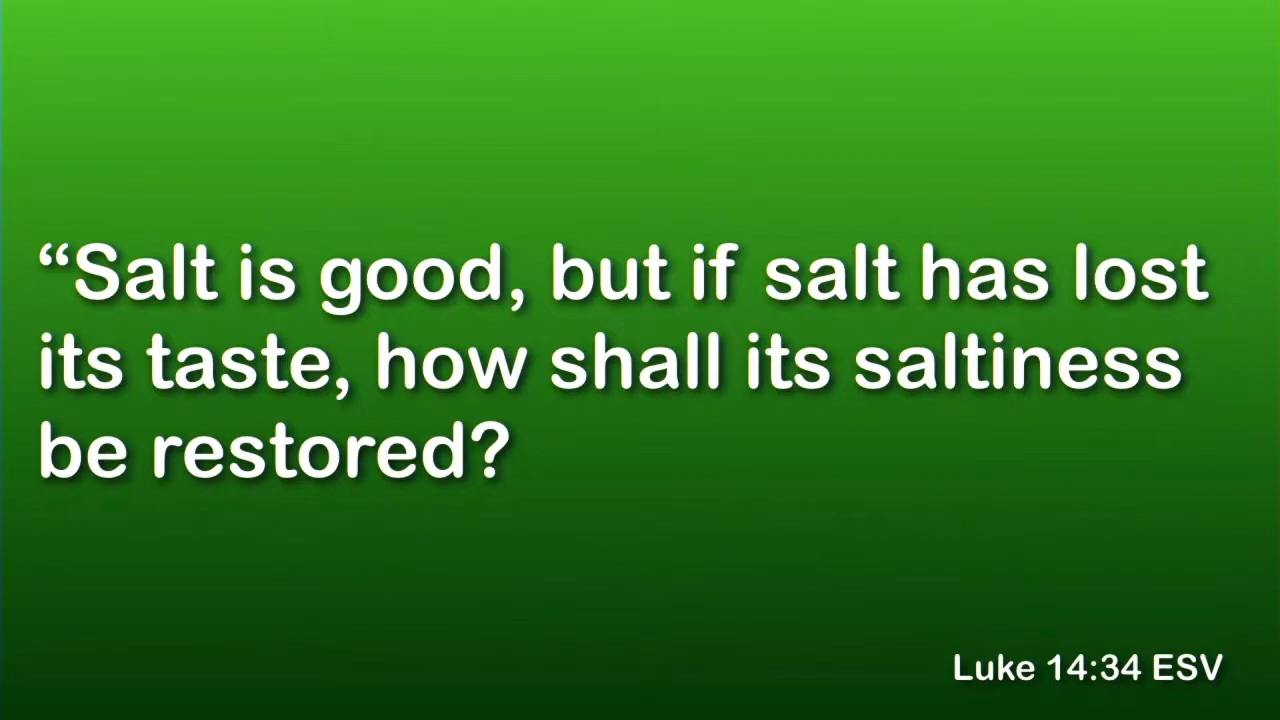 “Salt is good, but if salt has lost
its taste, how shall its saltiness
be restored?
Luke 14:34 ESV